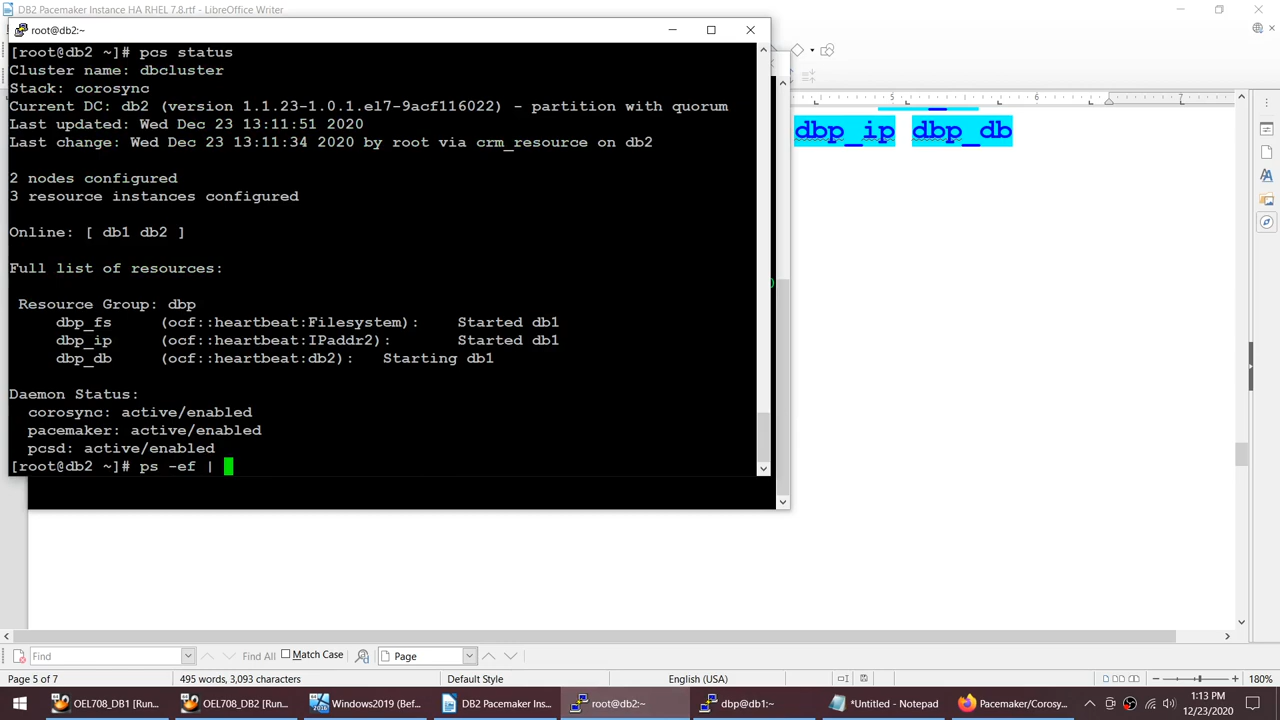 DB2 Pacemaker Instance HA RHEL 7.8.rtf - LibreOffice Writer
root@db2:~
[root@db2 ~]# pcs status
Cluster name: dbcluster
Stack: corosync
Current DC: db2 (version 1.1.23-1.0.1.el7-9acf116022) - partition with quorum
Last updated: Wed Dec 23 13:11:51 2020
Last change: Wed Dec 23 13:11:34 2020 by root via crm_resource on db2
2 nodes configured
3 resource instances configured
Online: [ db1 db2 ]
Full list of resources:
Resource Group: dbp
dbp_fs (ocf::heartbeat:Filesystem): Started db1
dbp_ip (ocf::heartbeat:IPaddr2): Started db1
dbp_db (ocf::heartbeat:db2): Starting db1
Daemon Status:
corosync: active/enabled
pacemaker: active/enabled
pcsd: active/enabled
[root@db2 ~]# ps -ef |
5 6 7
dbp_ip dbp_db
Find
Find All
Match Case
Page
Page 5 of 7
495 words, 3,093 characters
Default Style
English (USA)
180%
OEL708_DB1 [Run...
OEL708_DB2 [Run...
Windows2019 (Bef...
DB2 Pacemaker Ins...
root@db2:~
dbp@db1:~
*Untitled - Notepad
Pacemaker/Corosy...
1:13 PM
12/23/2020